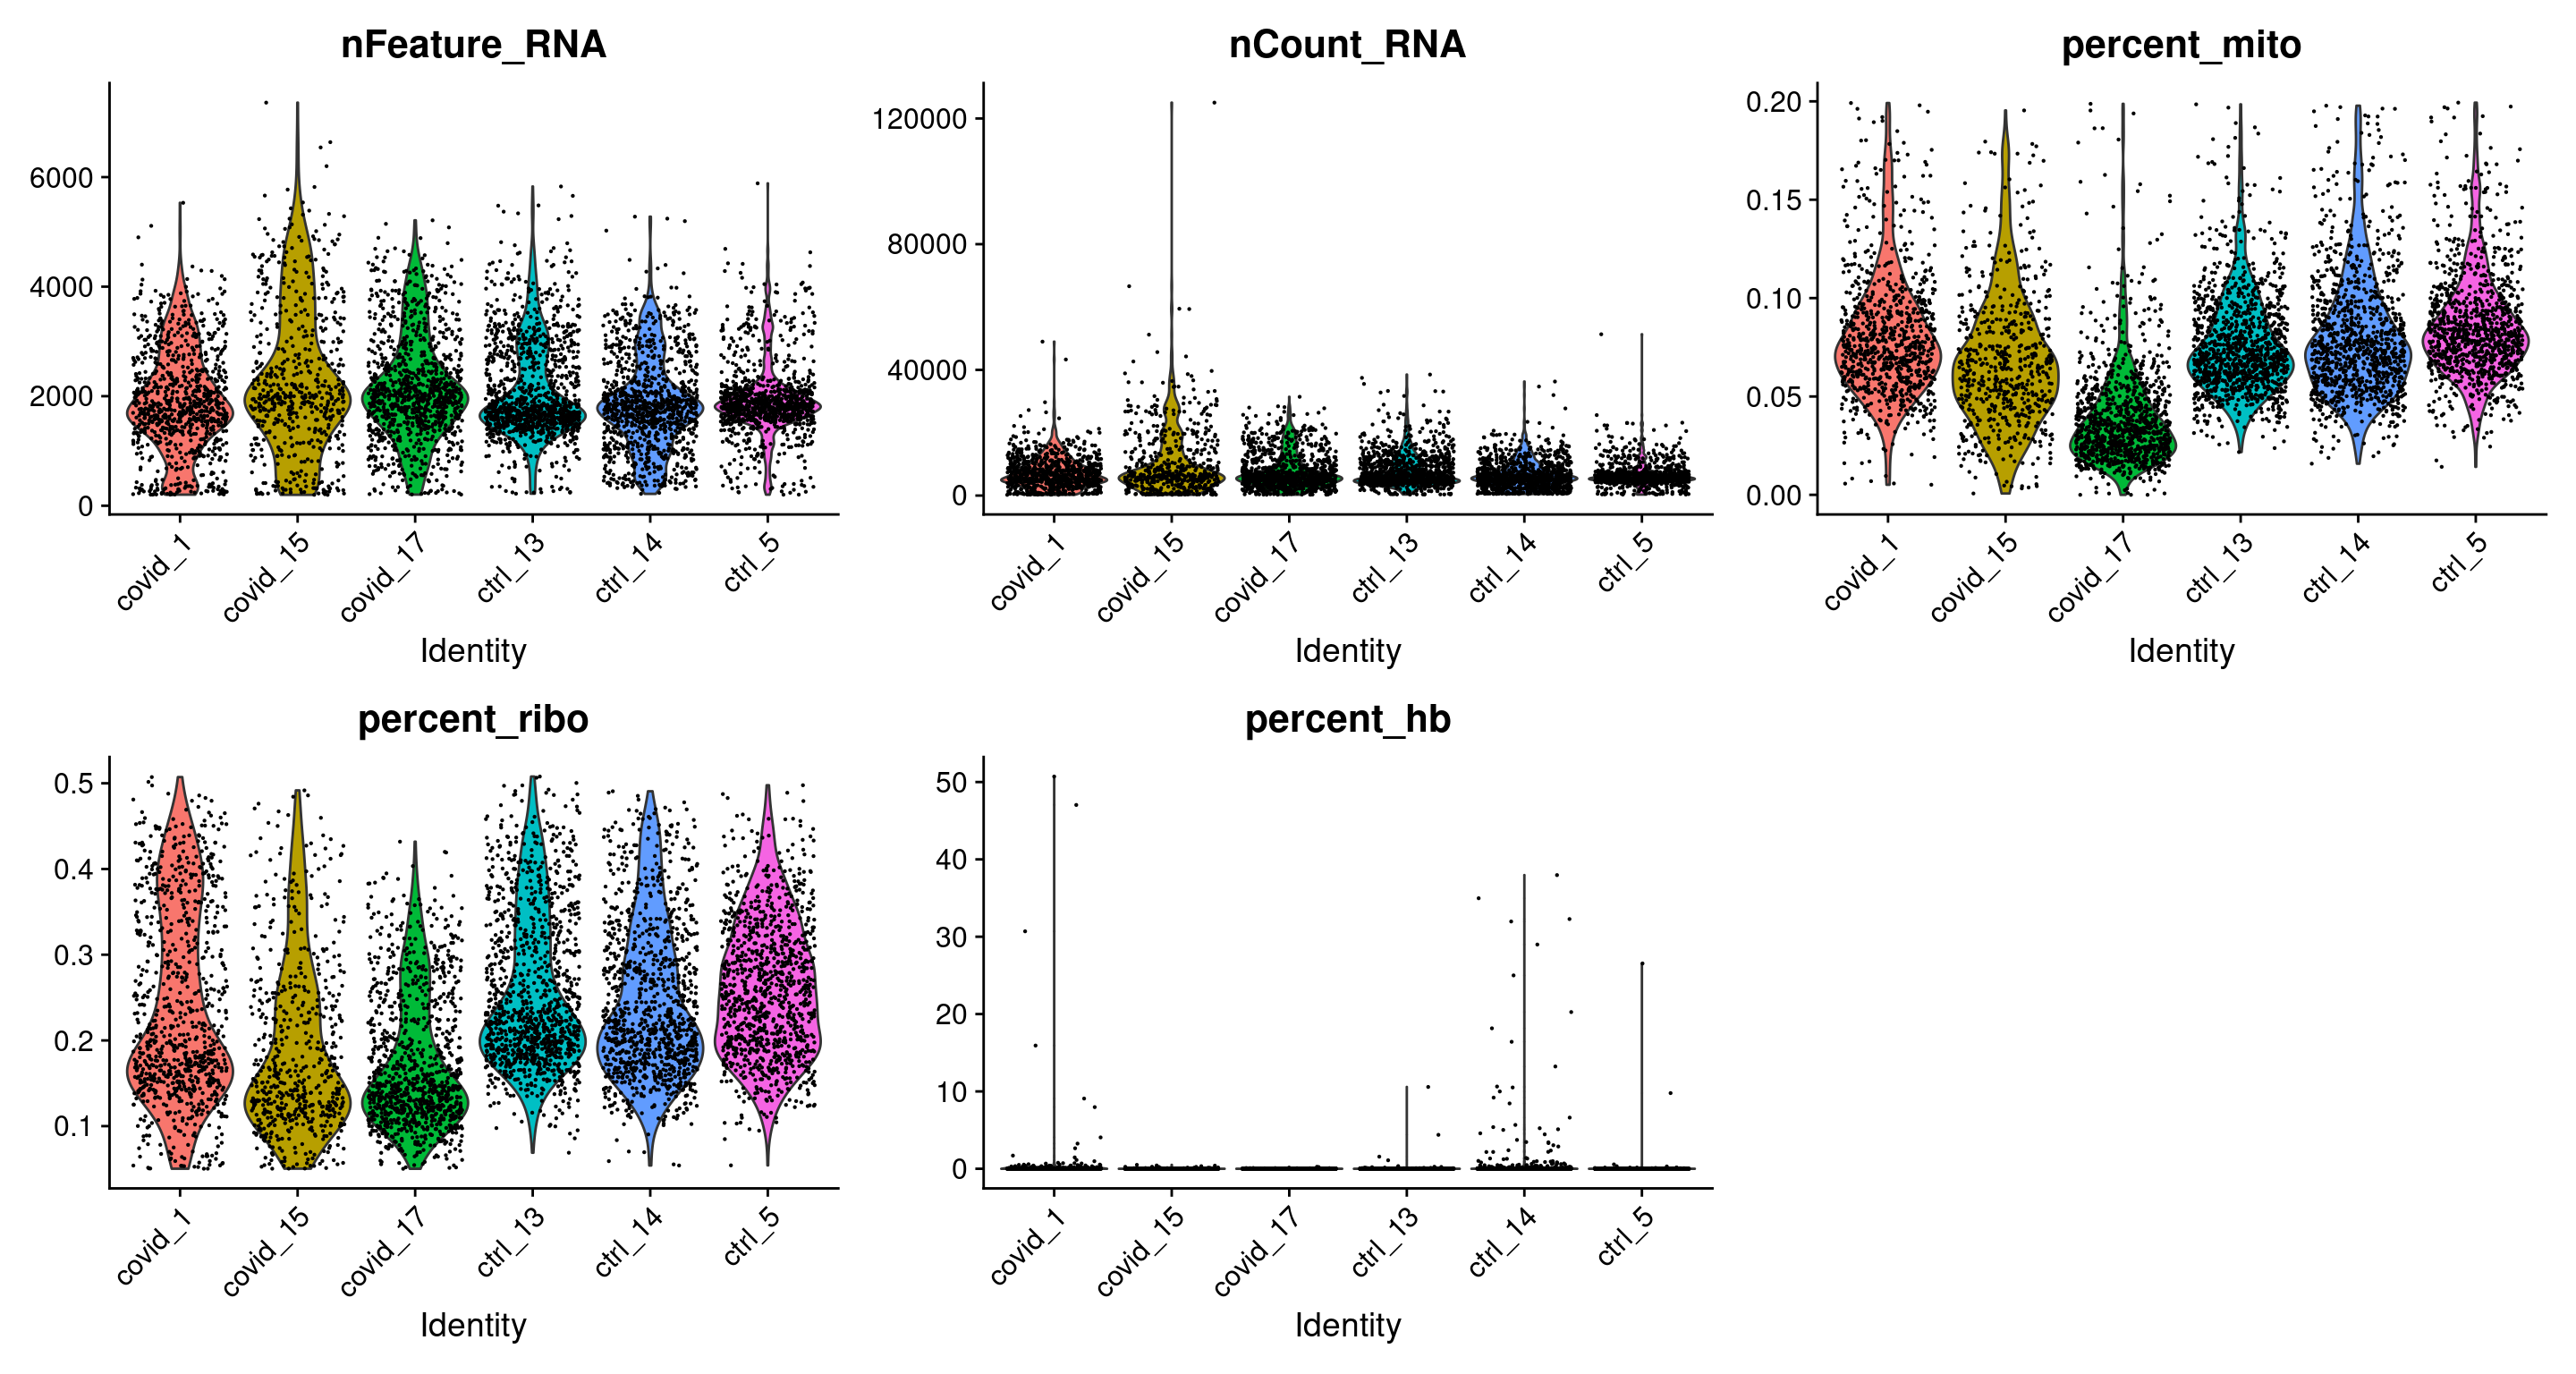 nFeature_RNA
6000
4000
2000
0
covid_1
covid_15
covid_17
ctrl_13
ctrl_14
ctrl_5
Identity
nCount_RNA
120000
80000
40000
0
covid_1
covid_15
covid_17
ctrl_13
ctrl_14
ctrl_5
Identity
percent_mito
0.20
0.15
0.10
0.05
0.00
covid_1
covid_15
covid_17
ctrl_13
ctrl_14
ctrl_5
Identity
percent_ribo
0.5
0.4
0.3
0.2
0.1
covid_1
covid_15
covid_17
ctrl_13
ctrl_14
ctrl_5
Identity
percent_hb
50
40
30
20
10
0
covid_1
covid_15
covid_17
ctrl_13
ctrl_14
ctrl_5
Identity